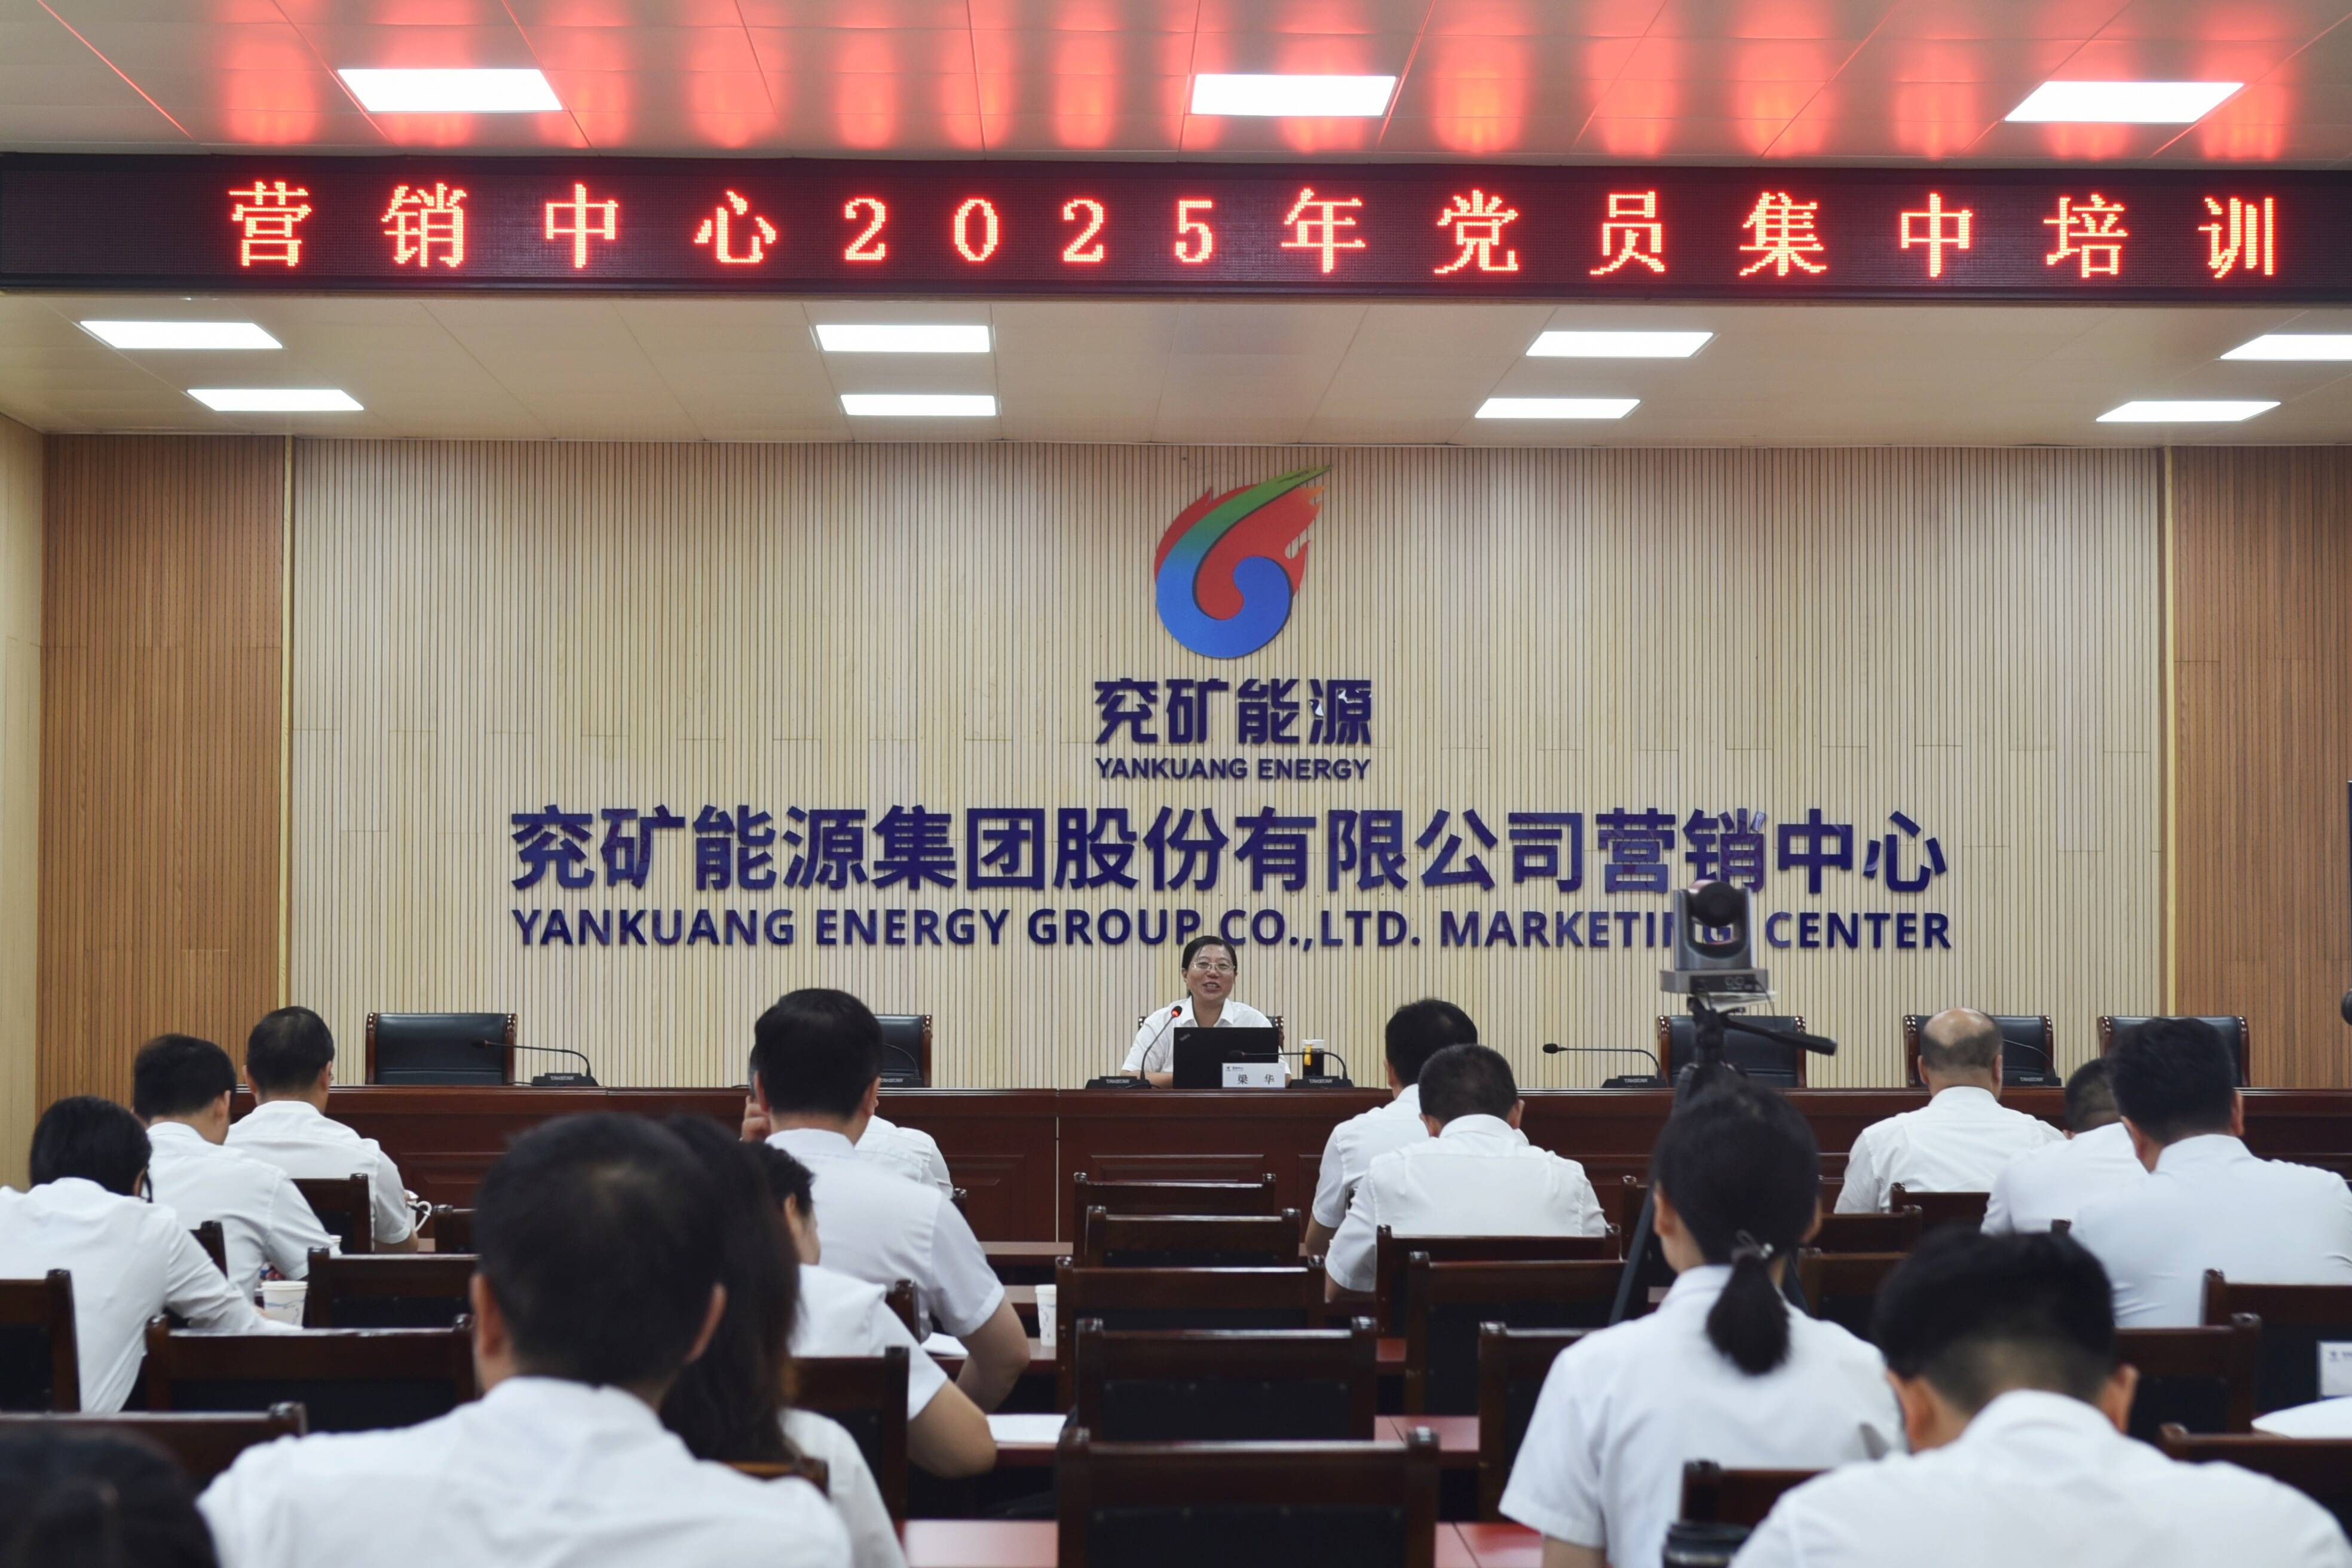 营销中心2025年党员集中培训
兖矿能源
YANKUANG ENERGY
兖矿能源集团股份有限公司营销中心
YANKUANG ENERGY GROUP CO.,LTD. MARKETING CENTER
梁 华